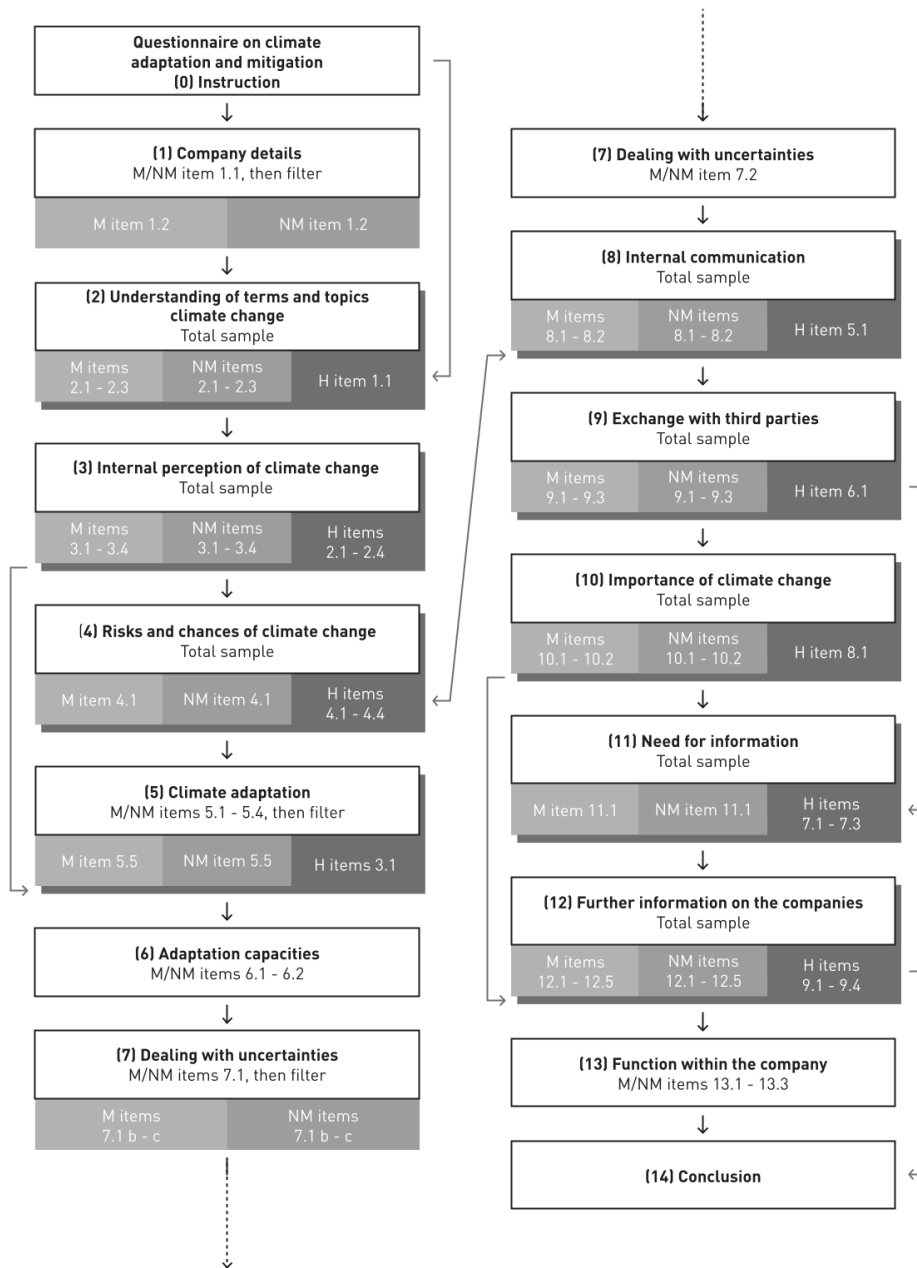 Questionnaire on climate
adaptation and mitigation
(0) Instruction
(1) Company details
M/NM item 1.1, then filter
M item 1.2
NM item 1.2
(2) Understanding of terms and topics
climate change
Total sample
M items
2.1 - 2.3
NM items
2.1 - 2.3
H item 1.1
(3) Internal perception of climate change
Total sample
M items
3.1 - 3.4
NM items
3.1 - 3.4
H items
2.1 - 2.4
(4) Risks and chances of climate change
Total sample
M item 4.1
NM item 4.1
H items
4.1 - 4.4
(5) Climate adaptation
M/NM items 5.1 - 5.4, then filter
M item 5.5
NM item 5.5
H items 3.1
(6) Adaptation capacities
M/NM items 6.1 - 6.2
(7) Dealing with uncertainties
M/NM items 7.1, then filter
M items
7.1 b - c
NM items
7.1 b - c
(7) Dealing with uncertainties
M/NM item 7.2
(8) Internal communication
Total sample
M items
8.1 - 8.2
NM items
8.1 - 8.2
H item 5.1
(9) Exchange with third parties
Total sample
M items
9.1 - 9.3
NM items
9.1 - 9.3
H item 6.1
(10) Importance of climate change
Total sample
M items
10.1 - 10.2
NM items
10.1 - 10.2
H item 8.1
(11) Need for information
Total sample
M item 11.1
NM item 11.1
H items
7.1 - 7.3
(12) Further information on the companies
Total sample
M items
12.1 - 12.5
NM items
12.1 - 12.5
H items
9.1 - 9.4
(13) Function within the company
M/NM items 13.1 - 13.3
(14) Conclusion